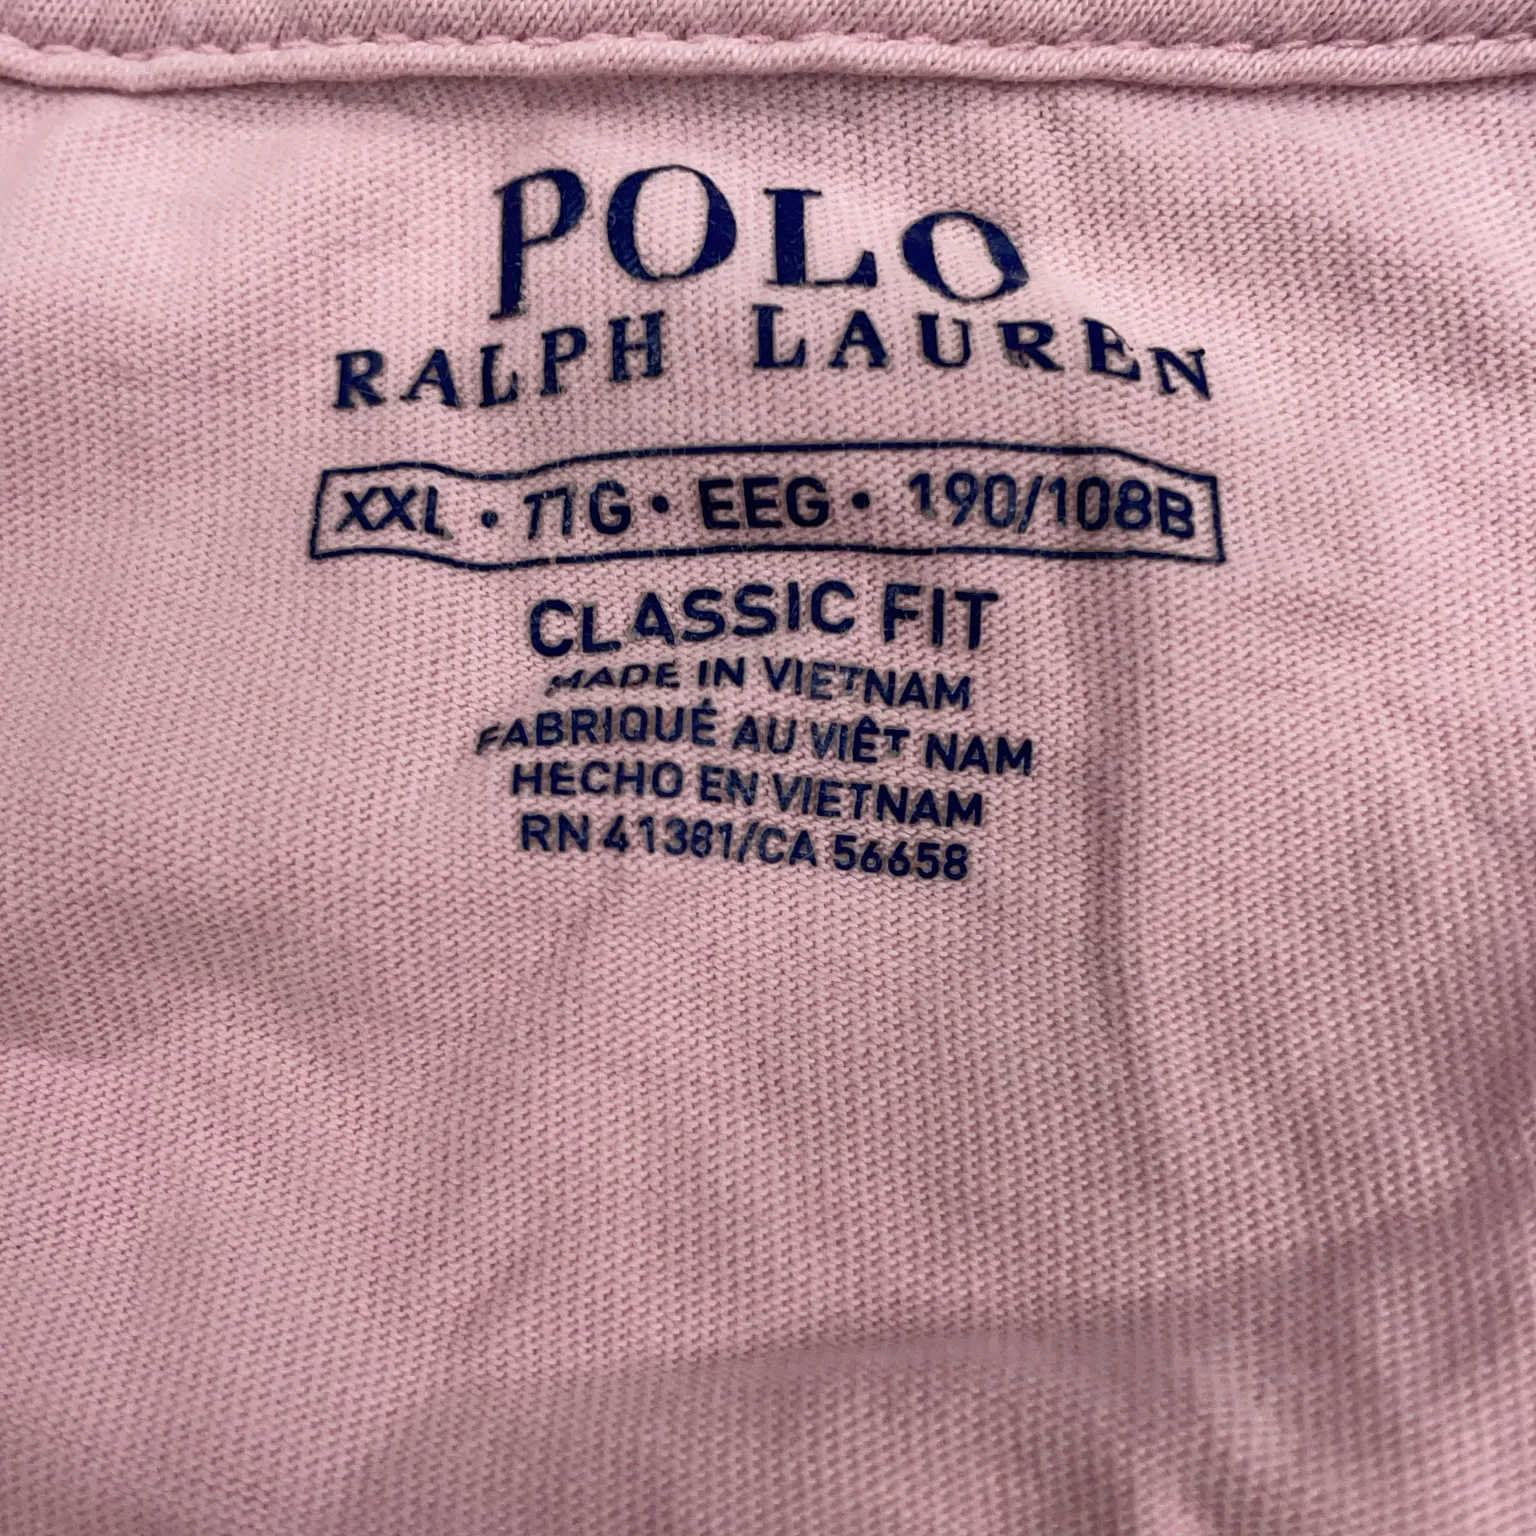 POLO
RALPH LAUREN
XXL • TTG • EEG • 190/108B
CLASSIC FIT
MADE IN VIETNAM
FABRIQUÉ AU VIÊT NAM
HECHO EN VIETNAM
RN 41381/CA 56658